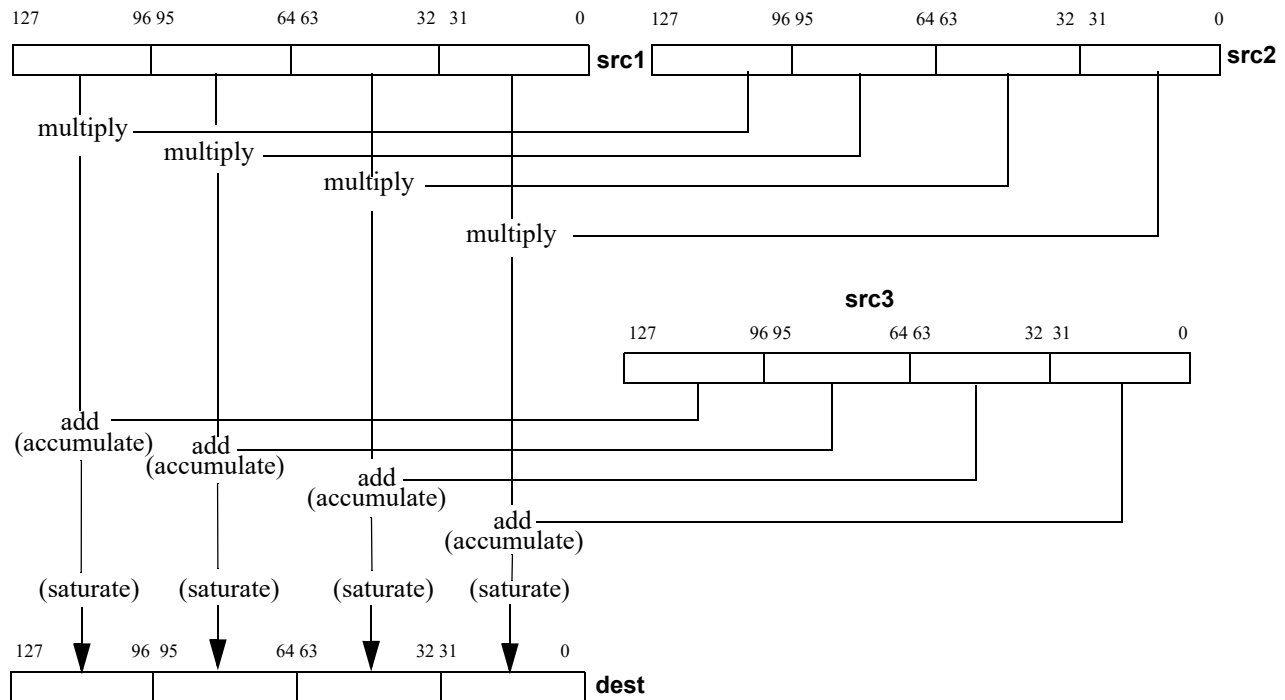 127 96 95 64 63 32 31 0
src1
127 96 95 64 63 32 31 0
src2
multiply
multiply
multiply
multiply
src3
127 96 95 64 63 32 31 0
add
(accumulate)
add
(accumulate)
add
(accumulate)
add
(accumulate)
(saturate) (saturate) (saturate) (saturate)
127 96 95 64 63 32 31 0
dest